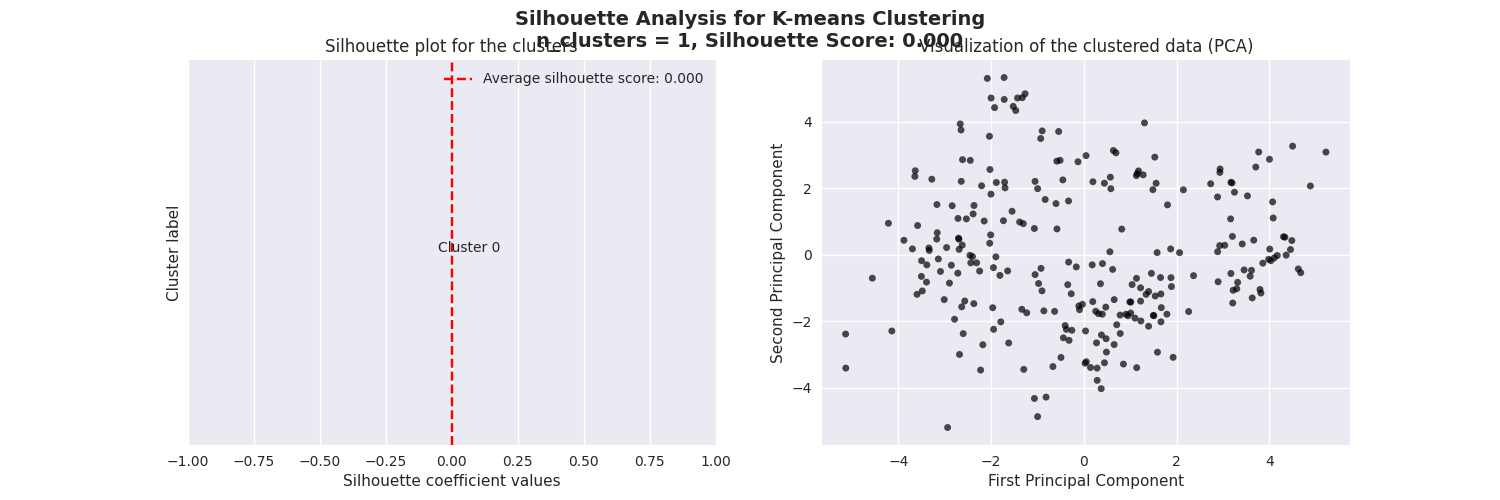 Silhouette Analysis for K-means Clustering
n_clusters = 1, Silhouette Score: 0.000
Silhouette plot for the clusters
Average silhouette score: 0.000
Cluster 0
Cluster label
−1.00 −0.75 −0.50 −0.25 0.00 0.25 0.50 0.75 1.00
Silhouette coefficient values
Visualization of the clustered data (PCA)
Second Principal Component
4
2
0
−2
−4
−4 −2 0 2 4
First Principal Component